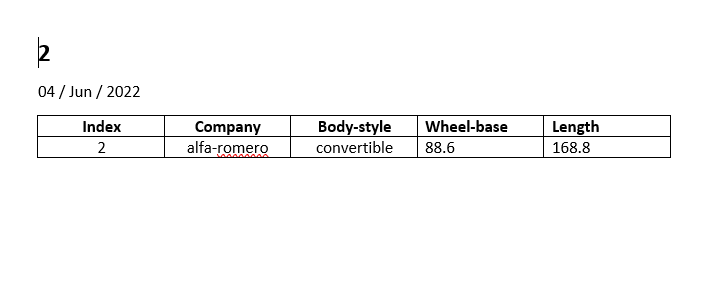 2
04 / Jun / 2022
Index Company Body-style Wheel-base Length
2 alfa-romero convertible 88.6 168.8